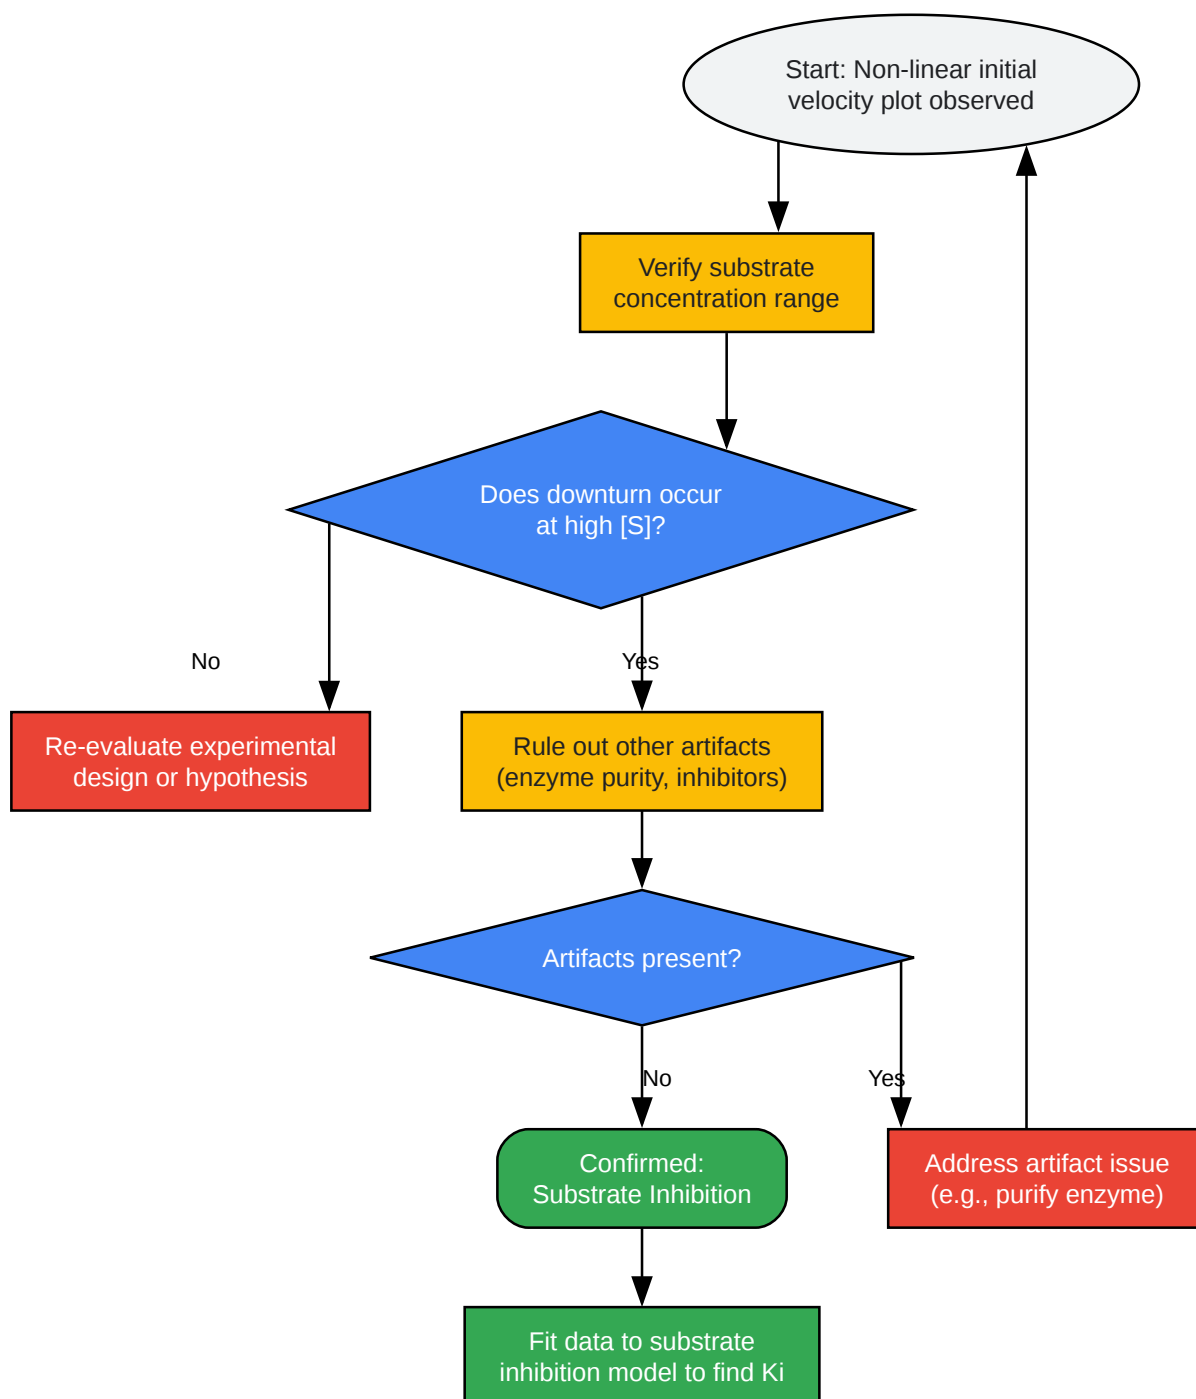 Start: Non-linear initial
velocity plot observed
Verify substrate
concentration range
Does downturn occur
at high [S]?
No
Yes
Re-evaluate experimental
design or hypothesis
Rule out other artifacts
(enzyme purity, inhibitors)
Artifacts present?
No
Yes
Confirmed:
Substrate Inhibition
Address artifact issue
(e.g., purify enzyme)
Fit data to substrate
inhibition model to find Ki